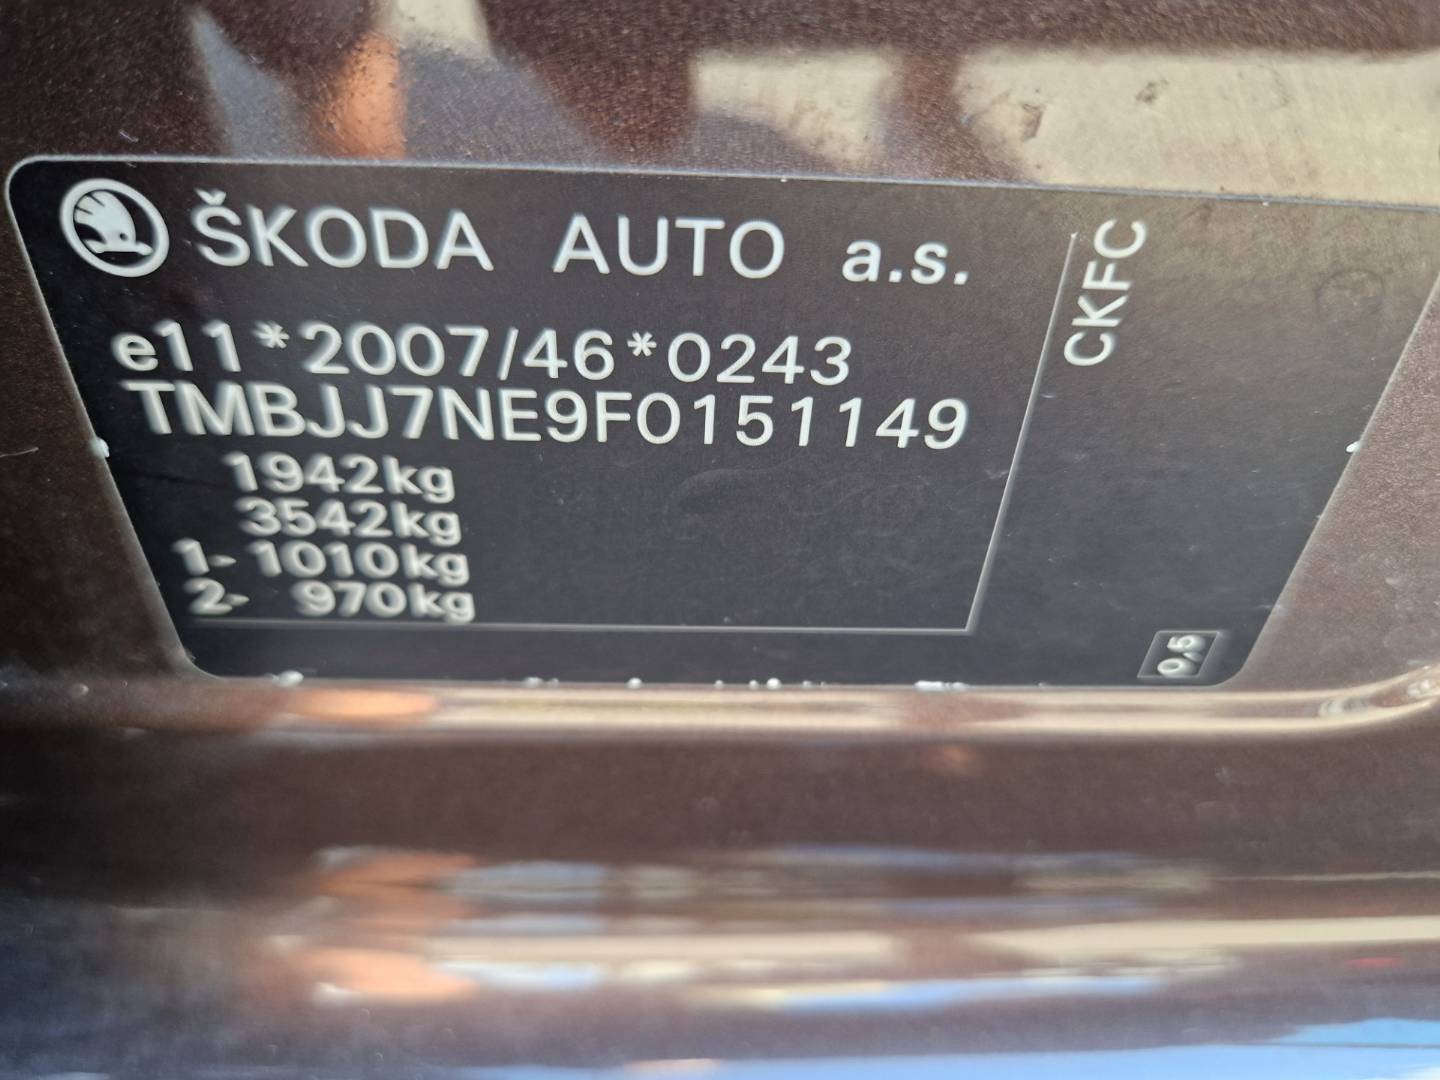 ŠKODA AUTO a.s.
e11*2007/46*0243
TMBJJ7NE9F0151149
1942kg
3542kg
1- 1010kg
2- 970kg
CKFC
0,5